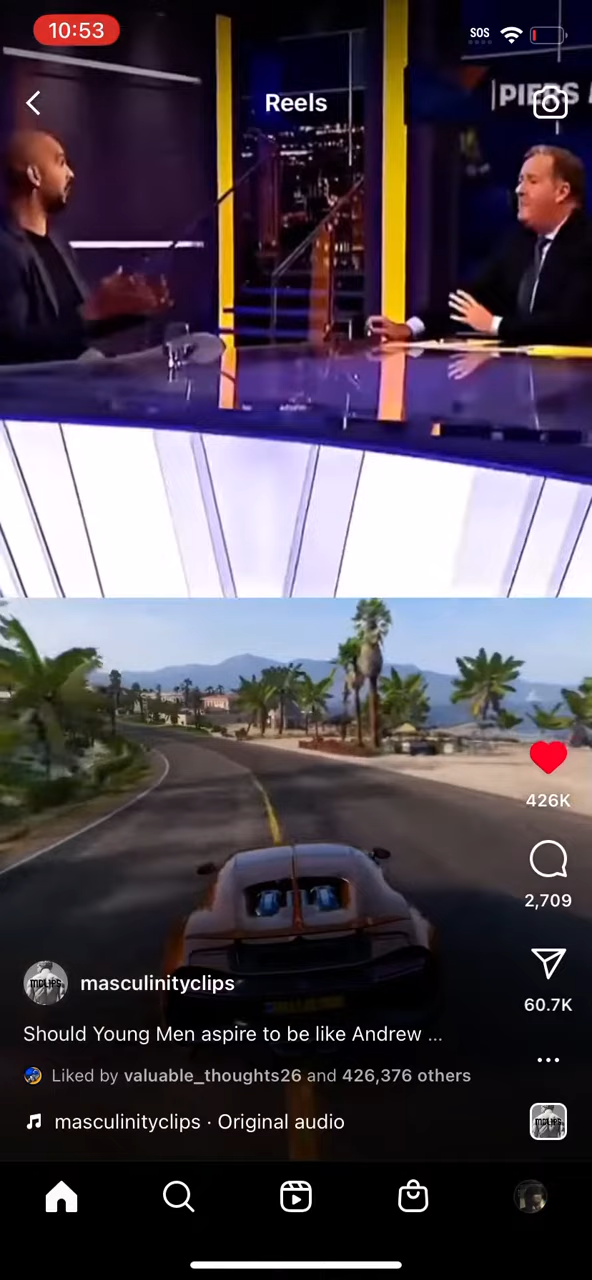 10:53
SOS
Reels
PIERS
426K
2,709
60.7K
masculinityclips
Should Young Men aspire to be like Andrew ...
Liked by valuable_thoughts26 and 426,376 others
masculinityclips · Original audio